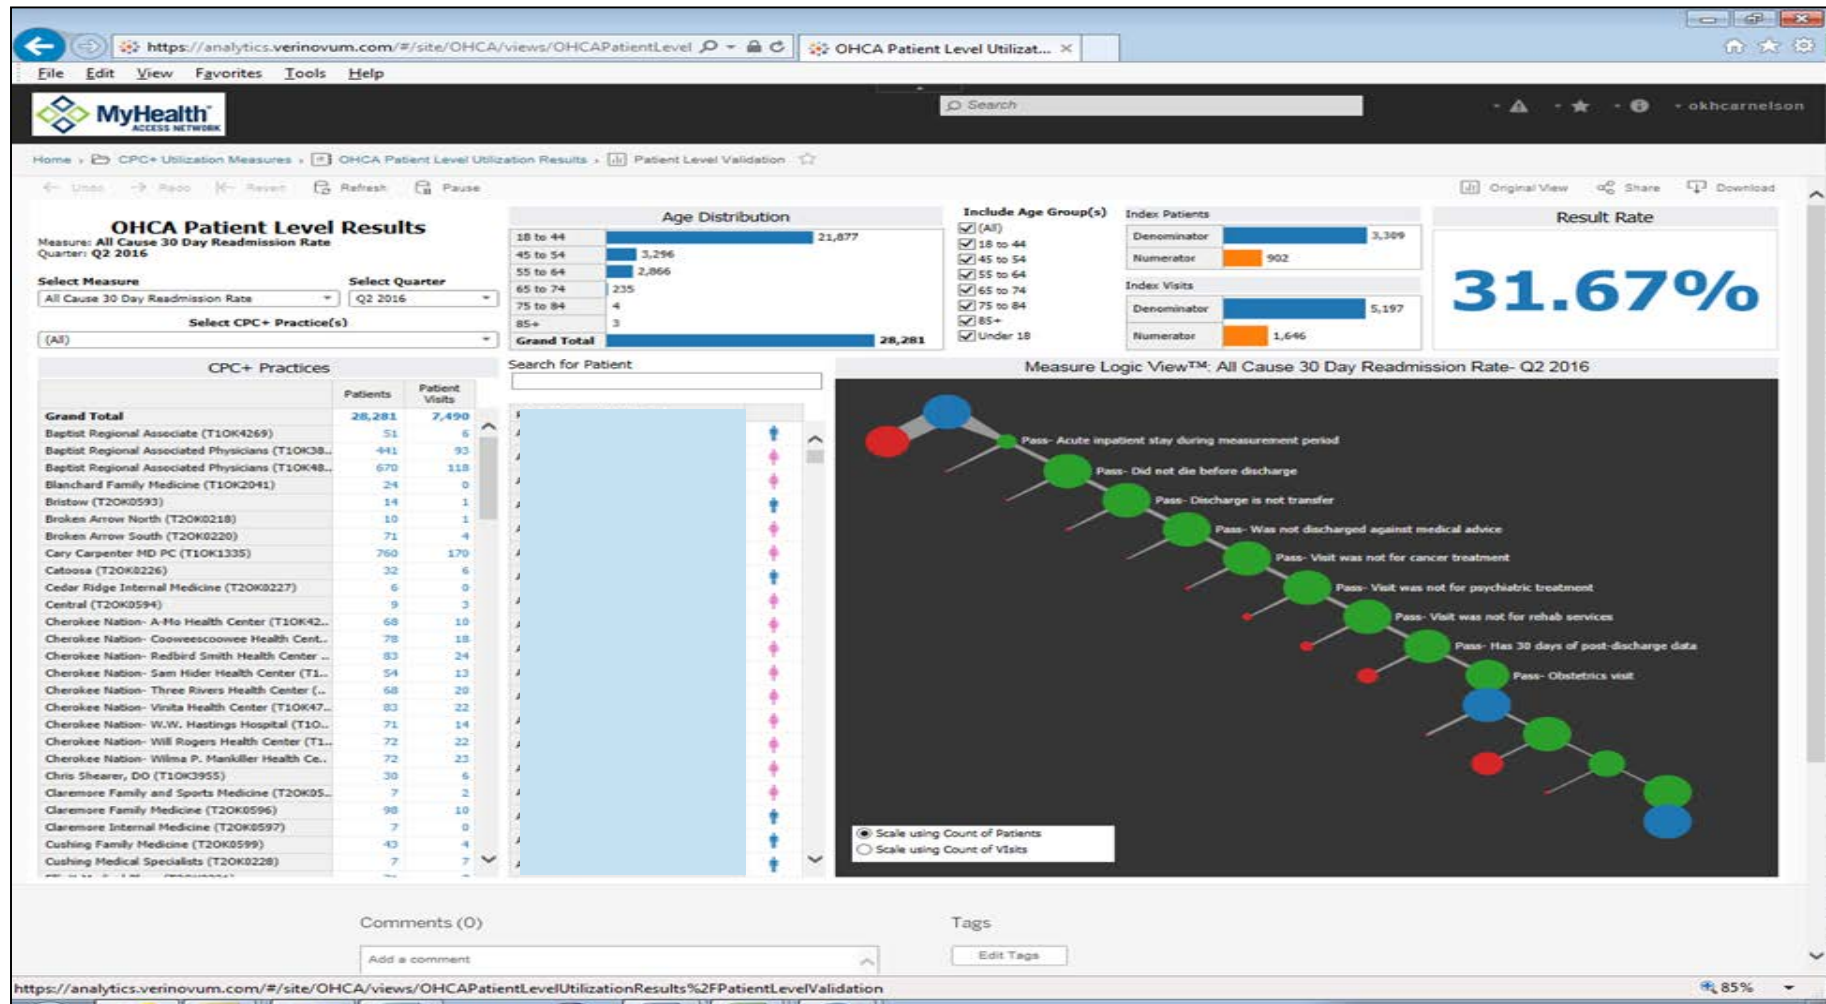 https://analytics.verinovum.com/#/site/OHCA/views/OHCAPatientLevel
OHCA Patient Level Utilizat... ×
File Edit View Favorites Tools Help
MyHealth
ACCESS NETWORK
Search
okhcarnelson
Home CPC+ Utilization Measures OHCA Patient Level Utilization Results Patient Level Validation
Undo Redo Revert Refresh Pause
Original View Share Download
OHCA Patient Level Results
Measure: All Cause 30 Day Readmission Rate
Quarter: Q2 2016
Select Measure Select Quarter
All Cause 30 Day Readmission Rate Q2 2016
Select CPC+ Practice(s)
(All)
Age Distribution
18 to 44 21,877
45 to 54 3,296
55 to 64 2,866
65 to 74 235
75 to 84 4
85+ 3
Grand Total 28,281
Include Age Group(s)
(All)
18 to 44
45 to 54
55 to 64
65 to 74
75 to 84
85+
Under 18
Index Patients
Denominator 3,309
Numerator 902
Index Visits
Denominator 5,197
Numerator 1,646
Result Rate
31.67%
CPC+ Practices
Patients Patient Visits
Grand Total 28,281 7,490
Baptist Regional Associate (T1OK4269) 51 6
Baptist Regional Associated Physicians (T1OK38.. 441 93
Baptist Regional Associated Physicians (T1OK48.. 670 118
Blanchard Family Medicine (T1OK2041) 24 0
Bristow (T2OK0593) 14 1
Broken Arrow North (T2OK0218) 10 1
Broken Arrow South (T2OK0220) 71 4
Cary Carpenter MD PC (T1OK1335) 760 170
Catoosa (T2OK0226) 32 6
Cedar Ridge Internal Medicine (T2OK0227) 6 0
Central (T2OK0594) 9 3
Cherokee Nation- A-Mo Health Center (T1OK42.. 68 10
Cherokee Nation- Cooweescoowee Health Cent.. 78 18
Cherokee Nation- Redbird Smith Health Center .. 83 24
Cherokee Nation- Sam Hider Health Center (T1.. 54 13
Cherokee Nation- Three Rivers Health Center (.. 68 20
Cherokee Nation- Vinita Health Center (T1OK47.. 83 22
Cherokee Nation- W.W. Hastings Hospital (T1O.. 71 14
Cherokee Nation- Will Rogers Health Center (T1.. 72 22
Cherokee Nation- Wilma P. Mankiller Health Ce.. 72 23
Chris Shearer, DO (T1OK3955) 30 6
Claremore Family and Sports Medicine (T2OK05.. 7 2
Claremore Family Medicine (T2OK0596) 98 10
Claremore Internal Medicine (T2OK0597) 7 0
Cushing Family Medicine (T2OK0599) 43 4
Cushing Medical Specialists (T2OK0228) 7 7
Search for Patient
Measure Logic View™: All Cause 30 Day Readmission Rate- Q2 2016
Pass- Acute inpatient stay during measurement period
Pass- Did not die before discharge
Pass- Discharge is not transfer
Pass- Was not discharged against medical advice
Pass- Visit was not for cancer treatment
Pass- Visit was not for psychiatric treatment
Pass- Visit was not for rehab services
Pass- Has 30 days of post-discharge data
Pass- Obstetrics visit
Scale using Count of Patients
Scale using Count of Visits
Comments (0)
Add a comment
Tags
Edit Tags
https://analytics.verinovum.com/#/site/OHCA/views/OHCAPatientLevelUtilizationResults%2FPatientLevelValidation
85%